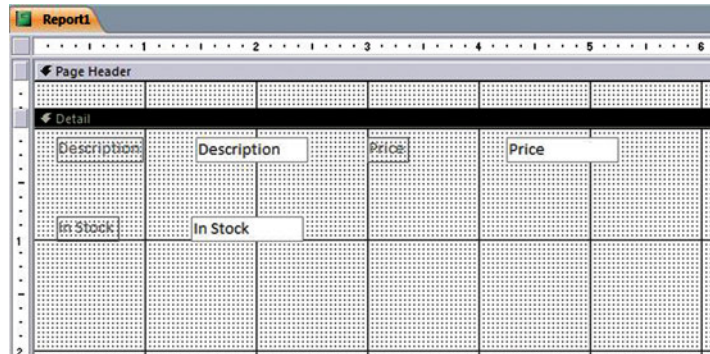 Report1
1 2 3 4 5 6
Page Header
Detail
Description Description Price Price
In Stock In Stock
1
2